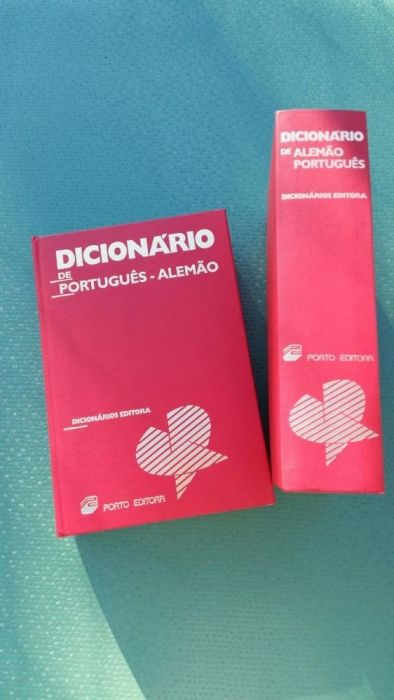 DICIONÁRIO
DE
PORTUGUÊS - ALEMÃO
DICIONÁRIOS EDITORA
PORTO EDITORA
DICIONÁRIO
DE ALEMÃO
PORTUGUÊS
DICIONÁRIOS EDITORA
PORTO EDITORA